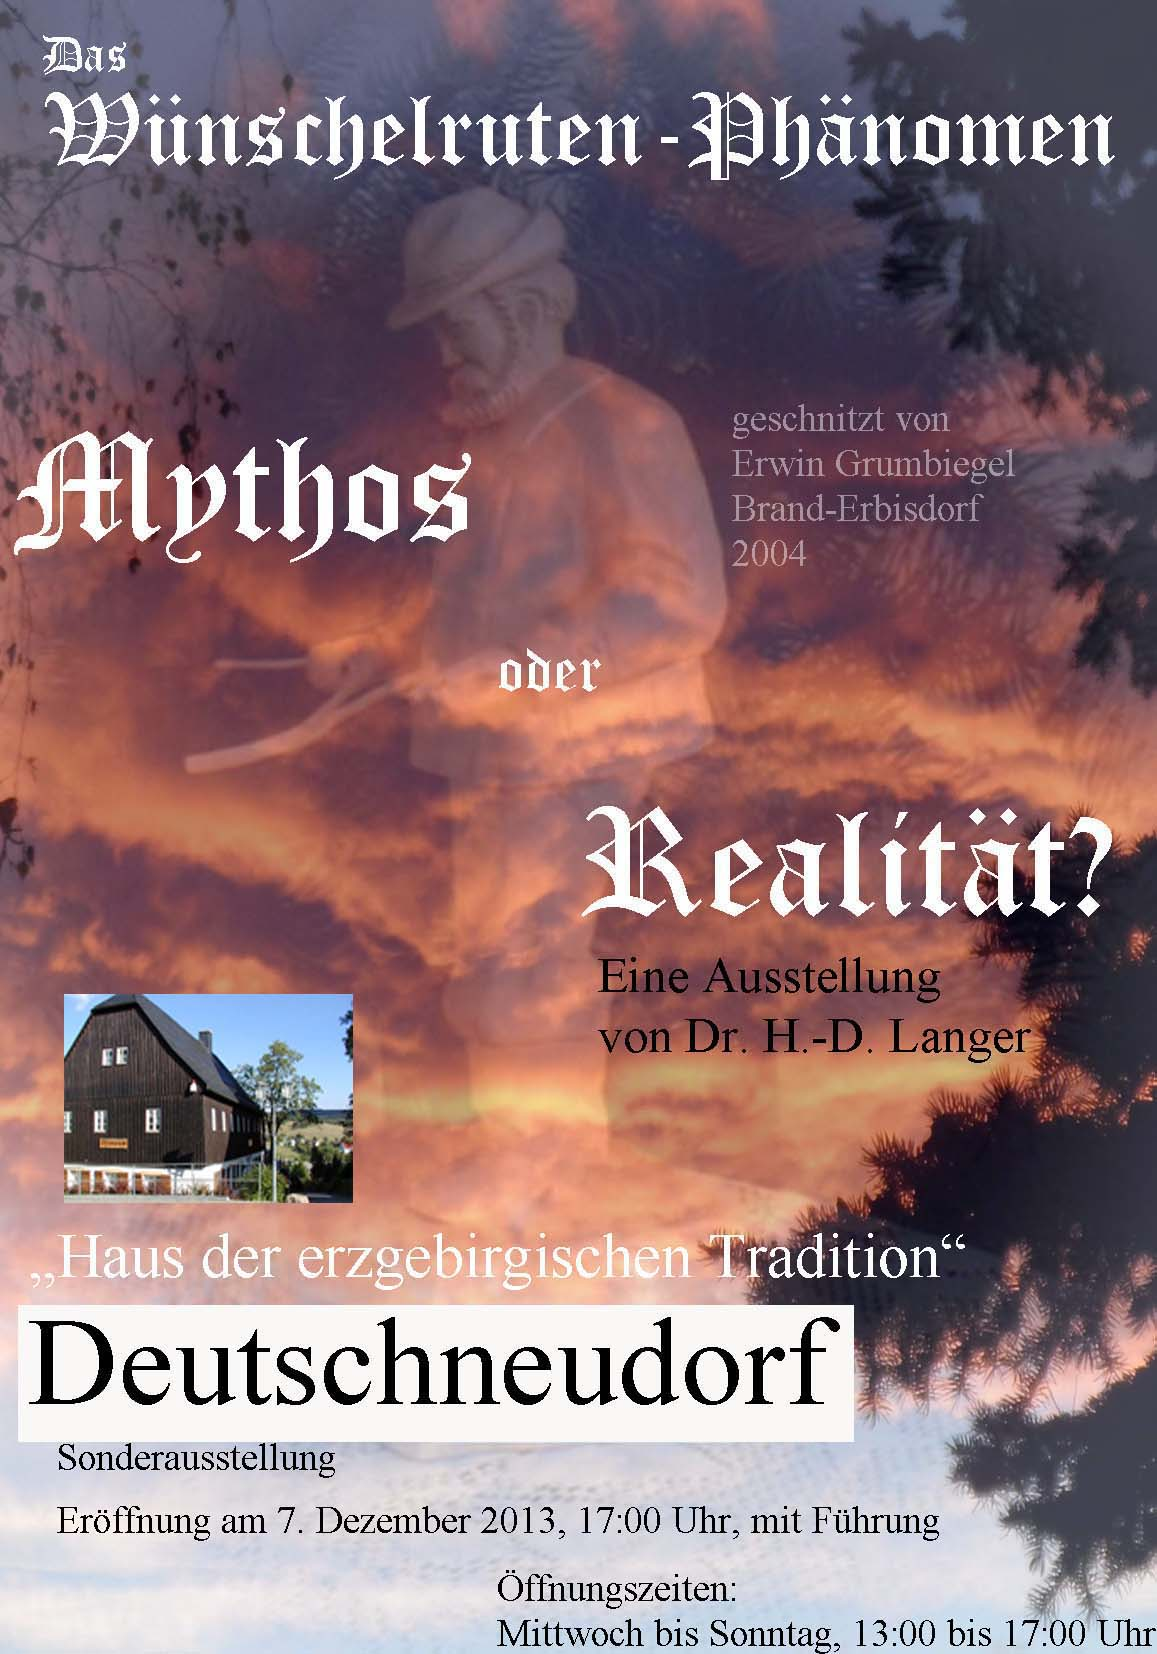 Das
Wünschelruten-Phänomen
geschnitzt von
Erwin Grumbiegel
Brand-Erbisdorf
2004
Mythos
oder
Realität?
Eine Ausstellung
von Dr. H.-D. Langer
„Haus der erzgebirgischen Tradition“
Deutschneudorf
Sonderausstellung
Eröffnung am 7. Dezember 2013, 17:00 Uhr, mit Führung
Öffnungszeiten:
Mittwoch bis Sonntag, 13:00 bis 17:00 Uhr